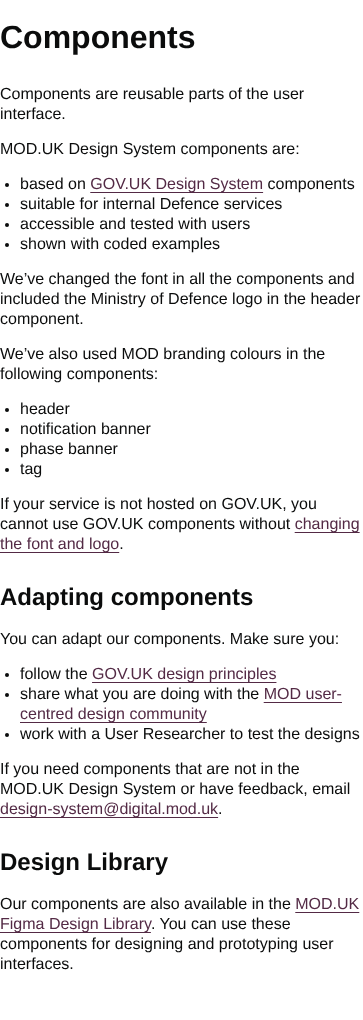 Components
Components are reusable parts of the user
interface.
MOD.UK Design System components are:
• based on GOV.UK Design System components
• suitable for internal Defence services
• accessible and tested with users
• shown with coded examples
We’ve changed the font in all the components and
included the Ministry of Defence logo in the header
component.
We’ve also used MOD branding colours in the
following components:
• header
• notification banner
• phase banner
• tag
If your service is not hosted on GOV.UK, you
cannot use GOV.UK components without changing
the font and logo.
Adapting components
You can adapt our components. Make sure you:
• follow the GOV.UK design principles
• share what you are doing with the MOD user-
centred design community
• work with a User Researcher to test the designs
If you need components that are not in the
MOD.UK Design System or have feedback, email
design-system@digital.mod.uk.
Design Library
Our components are also available in the MOD.UK
Figma Design Library. You can use these
components for designing and prototyping user
interfaces.